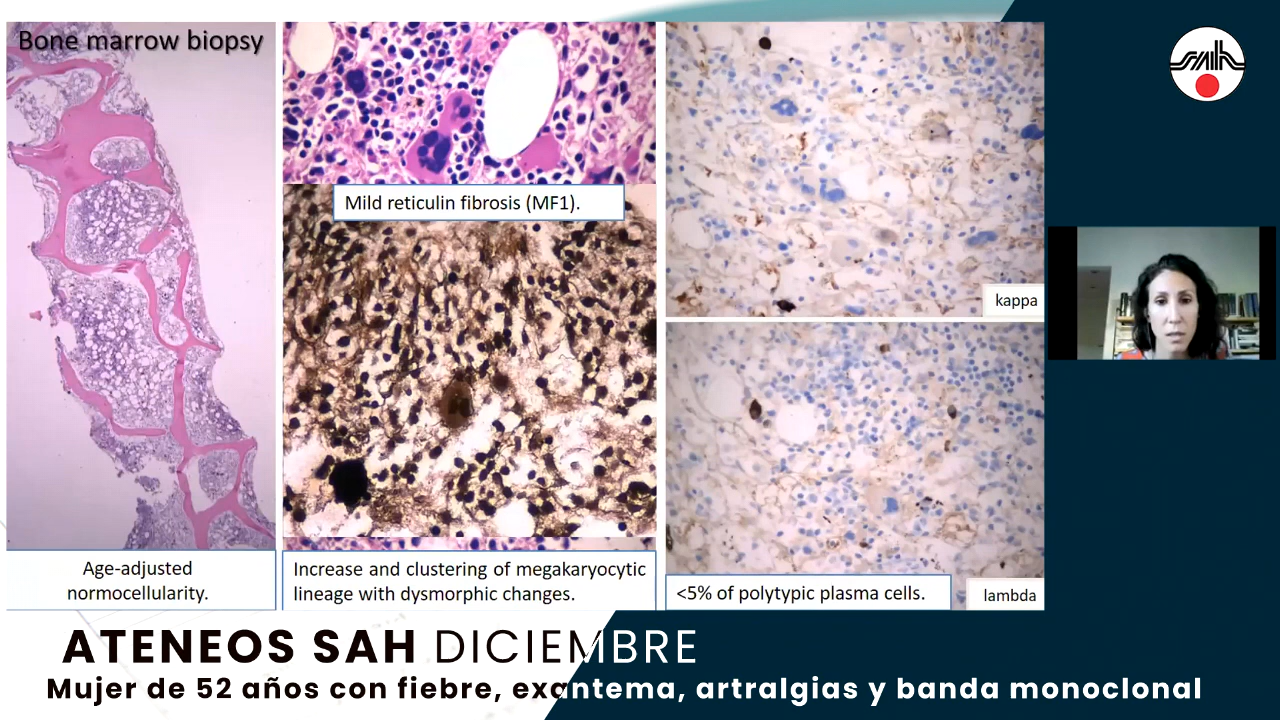 Bone marrow biopsy
Mild reticulin fibrosis (MF1).
kappa
Age-adjusted
normocellularity.
Increase and clustering of megakaryocytic
lineage with dysmorphic changes.
<5% of polytypic plasma cells.
lambda
sah
ATENEOS SAH DICIEMBRE
Mujer de 52 años con fiebre, exantema, artralgias y banda monoclonal